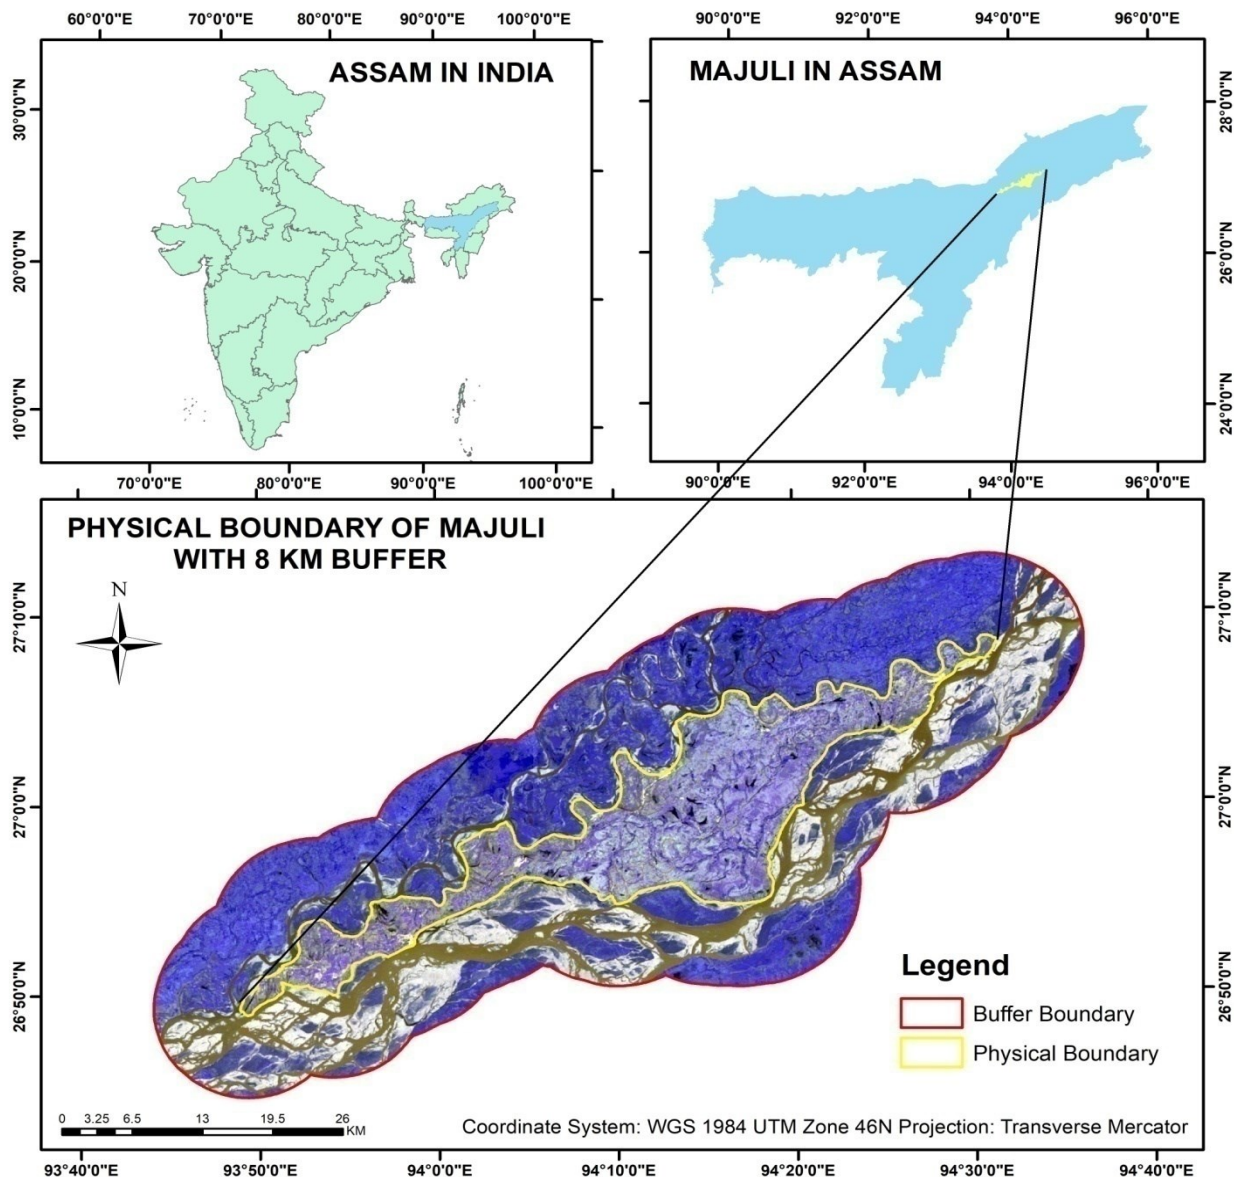 60°0'0"E 70°0'0"E 80°0'0"E 90°0'0"E 100°0'0"E
90°0'0"E 92°0'0"E 94°0'0"E 96°0'0"E
ASSAM IN INDIA
MAJULI IN ASSAM
30°0'0"N
20°0'0"N
10°0'0"N
28°0'0"N
26°0'0"N
24°0'0"N
70°0'0"E 80°0'0"E 90°0'0"E 100°0'0"E
90°0'0"E 92°0'0"E 94°0'0"E 96°0'0"E
PHYSICAL BOUNDARY OF MAJULI
WITH 8 KM BUFFER
N
27°10'0"N
27°0'0"N
26°50'0"N
27°10'0"N
27°0'0"N
26°50'0"N
Legend
Buffer Boundary
Physical Boundary
0 3.25 6.5 13 19.5 26
KM
Coordinate System: WGS 1984 UTM Zone 46N Projection: Transverse Mercator
93°40'0"E 93°50'0"E 94°0'0"E 94°10'0"E 94°20'0"E 94°30'0"E 94°40'0"E